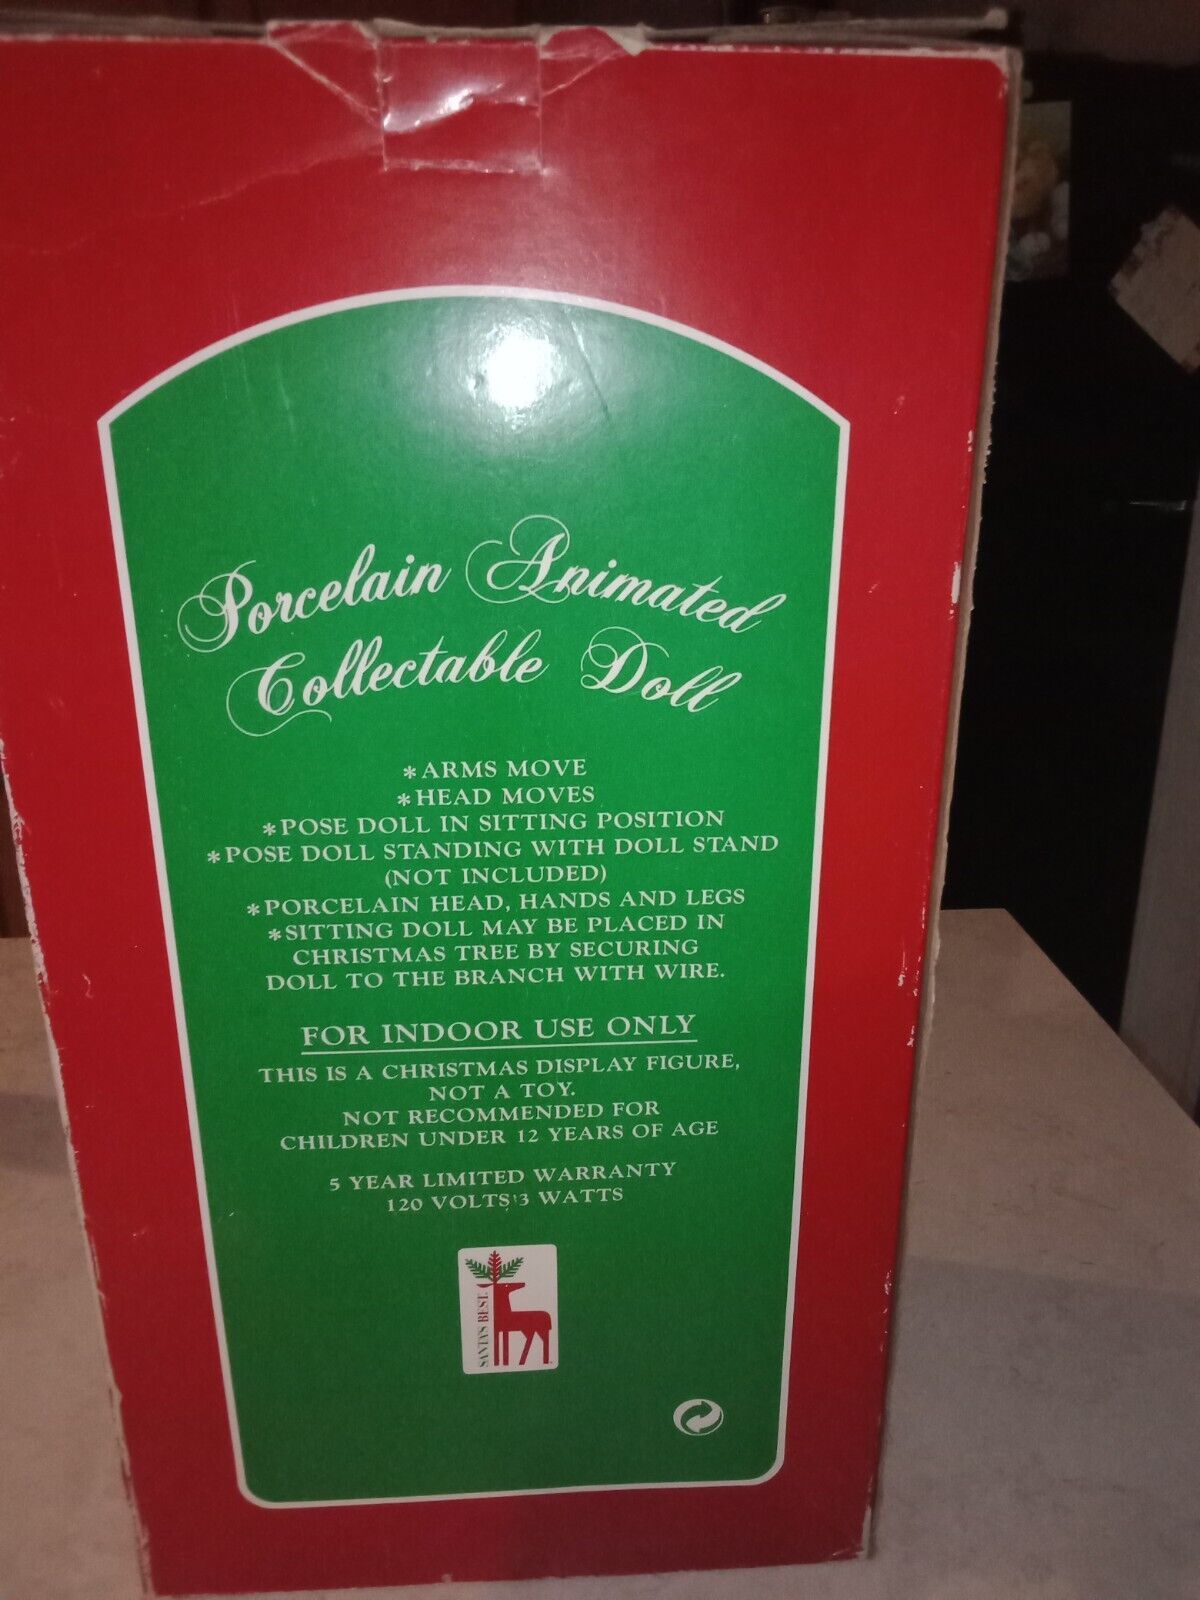 Porcelain Animated
Collectable Doll
*ARMS MOVE
*HEAD MOVES
*POSE DOLL IN SITTING POSITION
*POSE DOLL STANDING WITH DOLL STAND
(NOT INCLUDED)
*PORCELAIN HEAD, HANDS AND LEGS
*SITTING DOLL MAY BE PLACED IN
CHRISTMAS TREE BY SECURING
DOLL TO THE BRANCH WITH WIRE.
FOR INDOOR USE ONLY
THIS IS A CHRISTMAS DISPLAY FIGURE,
NOT A TOY.
NOT RECOMMENDED FOR
CHILDREN UNDER 12 YEARS OF AGE
5 YEAR LIMITED WARRANTY
120 VOLTS 3 WATTS
SANTA'S BEST